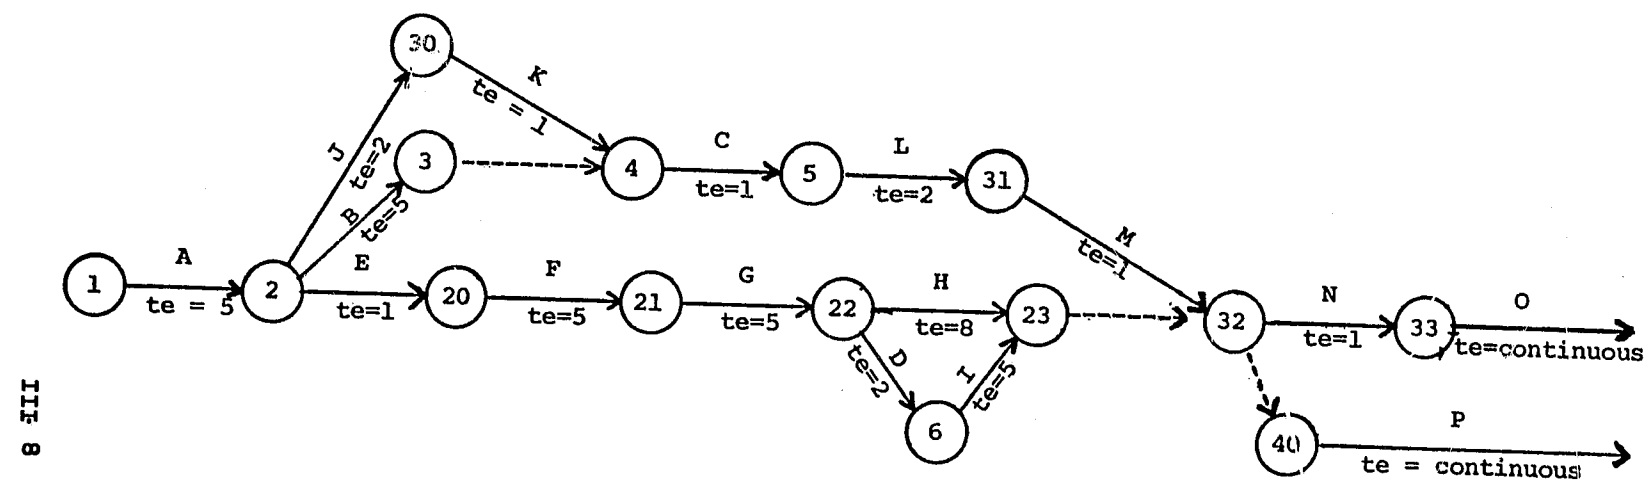 30
K
te = 1
J
te=2
3
B
te=5
4
C
te=1
5
L
te=2
31
M
te=1
1
A
te = 5
2
E
te=1
20
F
te=5
21
G
te=5
22
H
te=8
23
D
te=2
I
te=5
6
32
N
te=1
33
O
te=continuous
40
P
te = continuous
III 8